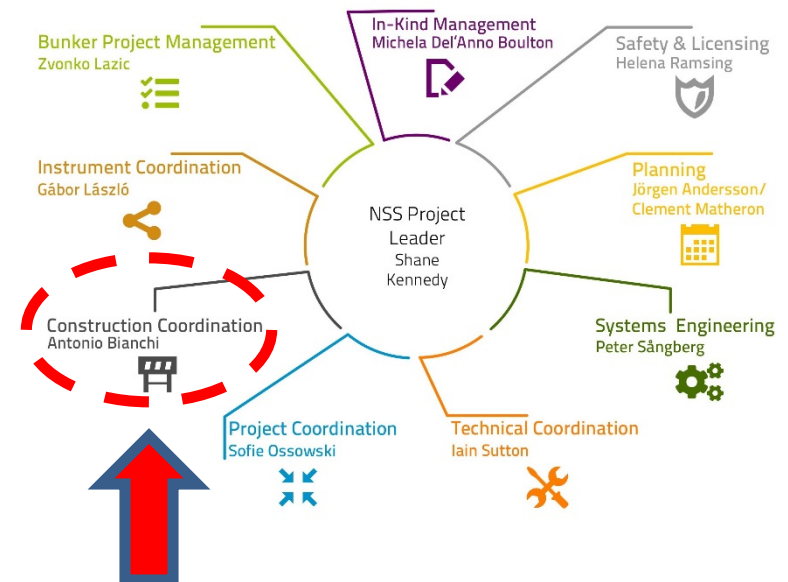 In-Kind Management
Michela Del'Anno Boulton
Bunker Project Management
Zvonko Lazic
Safety & Licensing
Helena Ramsing
Instrument Coordination
Gábor László
Planning
Jörgen Andersson/
Clement Matheron
NSS Project
Leader
Shane
Kennedy
Construction Coordination
Antonio Bianchi
Systems Engineering
Peter Sångberg
Project Coordination
Sofie Ossowski
Technical Coordination
Iain Sutton